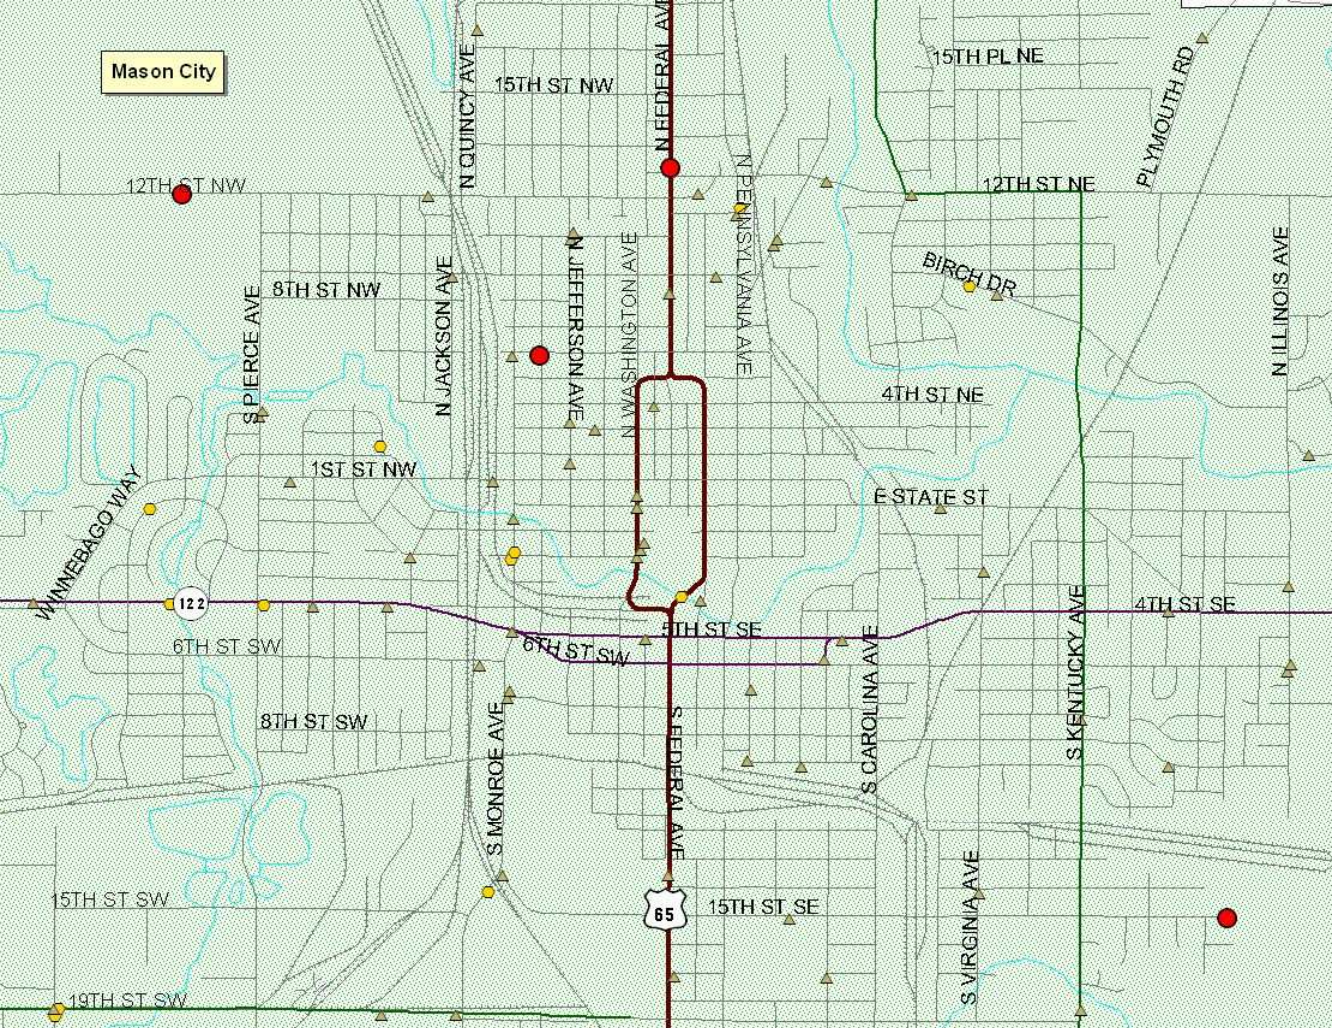 Mason City
15TH ST NW
N QUINCY AVE
N FEDERAL AVE
15TH PL NE
PLYMOUTH RD
12TH ST NW
N PENNSYLVANIA AVE
12TH ST NE
N JACKSON AVE
8TH ST NW
S PIERCE AVE
N JEFFERSON AVE
N WASHINGTON AVE
BIRCH DR
N ILLINOIS AVE
4TH ST NE
1ST ST NW
E STATE ST
WINNEBAGO WAY
122
4TH ST SE
5TH ST SE
6TH ST SW
6TH ST SW
S CAROLINA AVE
S KENTUCKY AVE
8TH ST SW
S MONROE AVE
S FEDERAL AVE
15TH ST SW
65
15TH ST SE
S VIRGINIA AVE
19TH ST SW